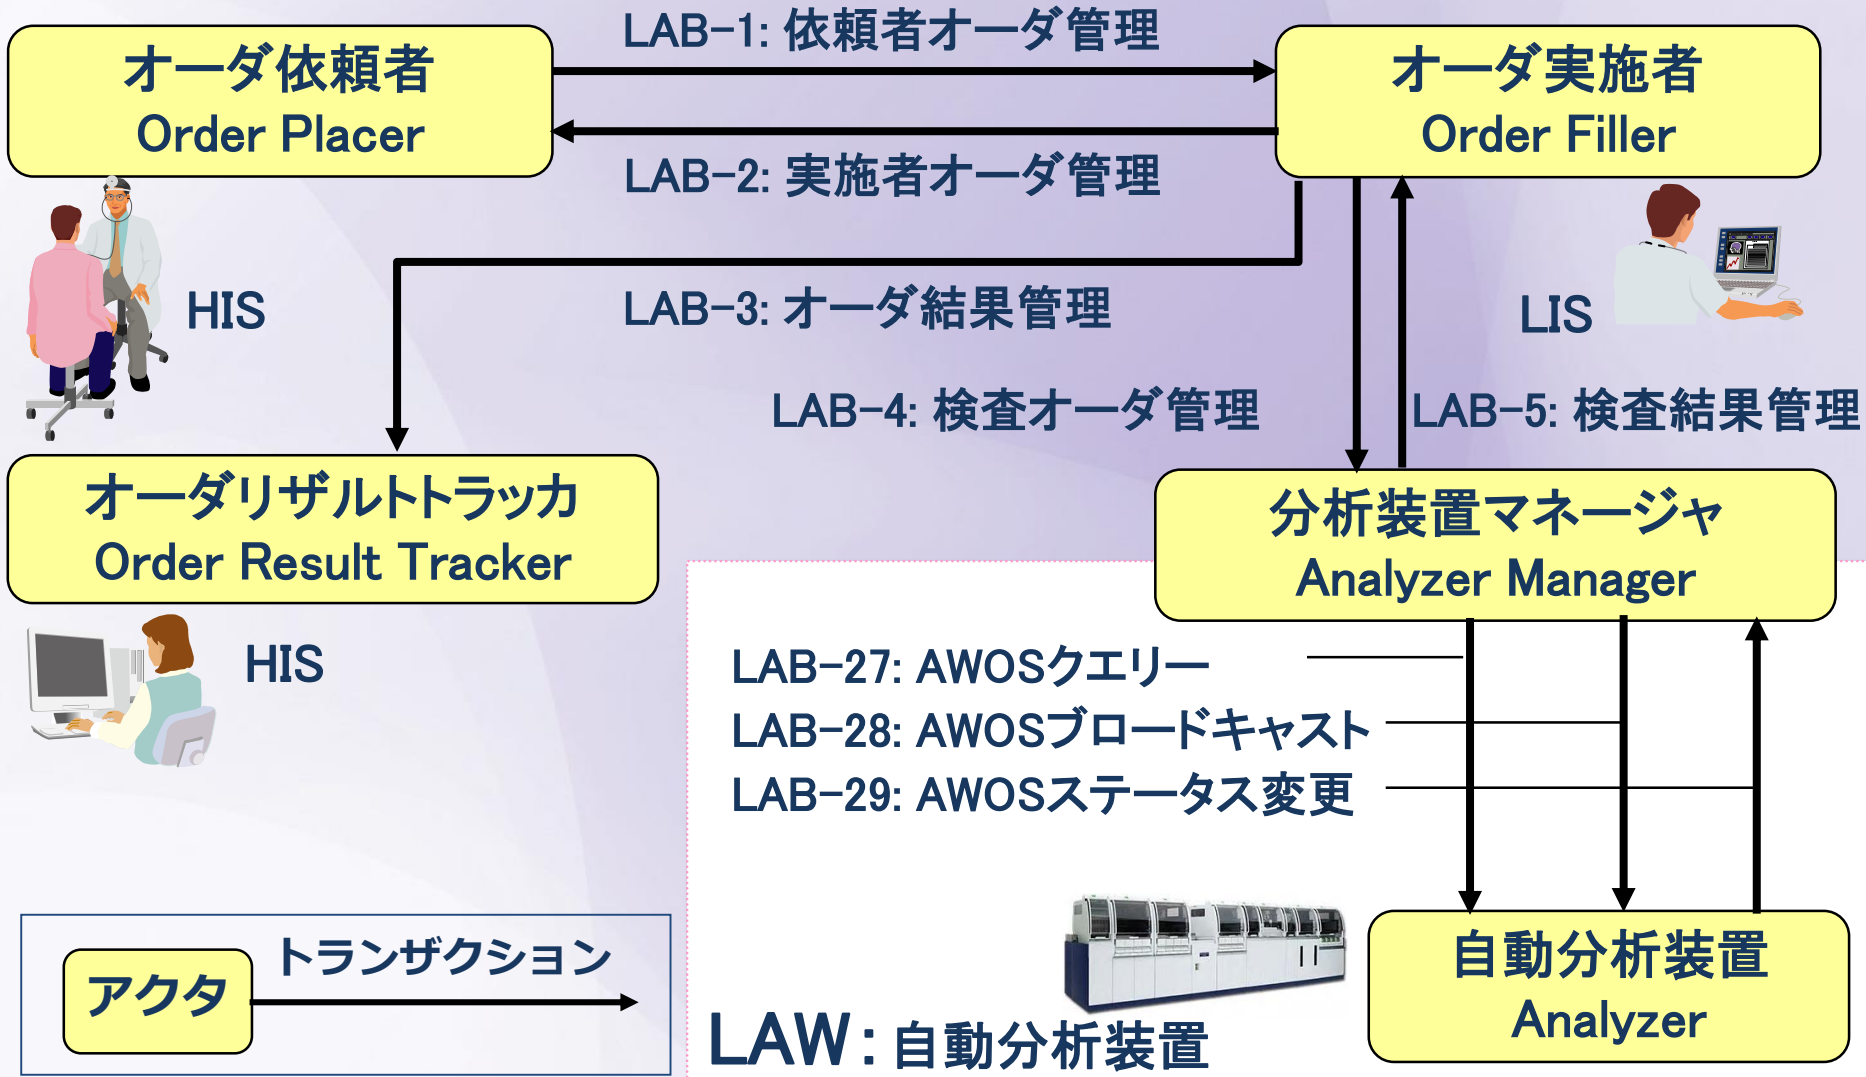 LAB-1: 依頼者オーダ管理
オーダ依頼者
Order Placer
オーダ実施者
Order Filler
LAB-2: 実施者オーダ管理
HIS
LAB-3: オーダ結果管理
LIS
LAB-4: 検査オーダ管理
LAB-5: 検査結果管理
オーダリザルトトラッカ
Order Result Tracker
分析装置マネージャ
Analyzer Manager
HIS
LAB-27: AWOSクエリー
LAB-28: AWOSブロードキャスト
LAB-29: AWOSステータス変更
トランザクション
アクタ
自動分析装置
Analyzer
LAW：自動分析装置